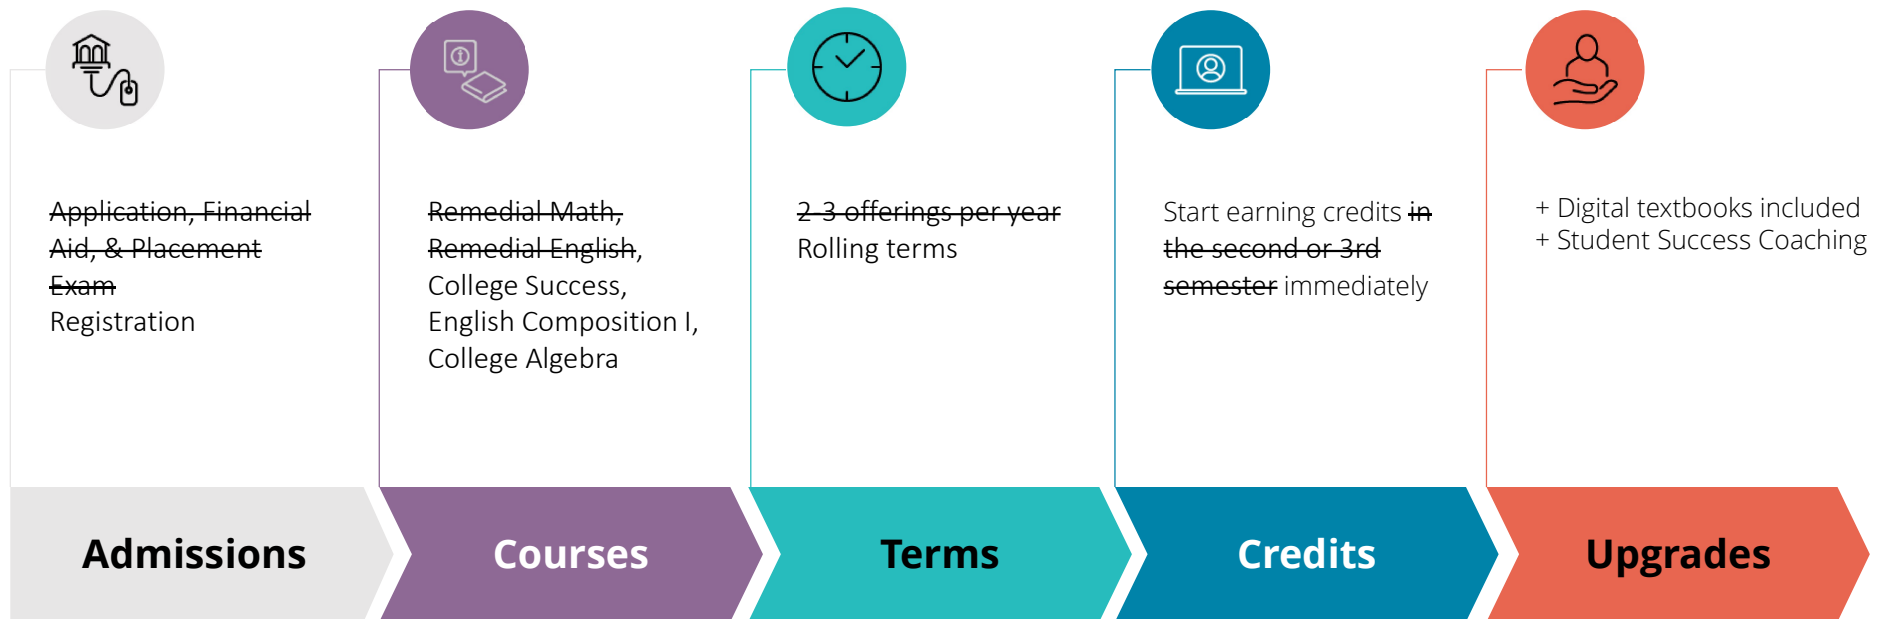 Application, Financial
Aid, & Placement
Exam
Registration
Remedial Math,
Remedial English,
College Success,
English Composition I,
College Algebra
2-3 offerings per year
Rolling terms
Start earning credits in
the second or 3rd
semester immediately
+ Digital textbooks included
+ Student Success Coaching
Admissions
Courses
Terms
Credits
Upgrades